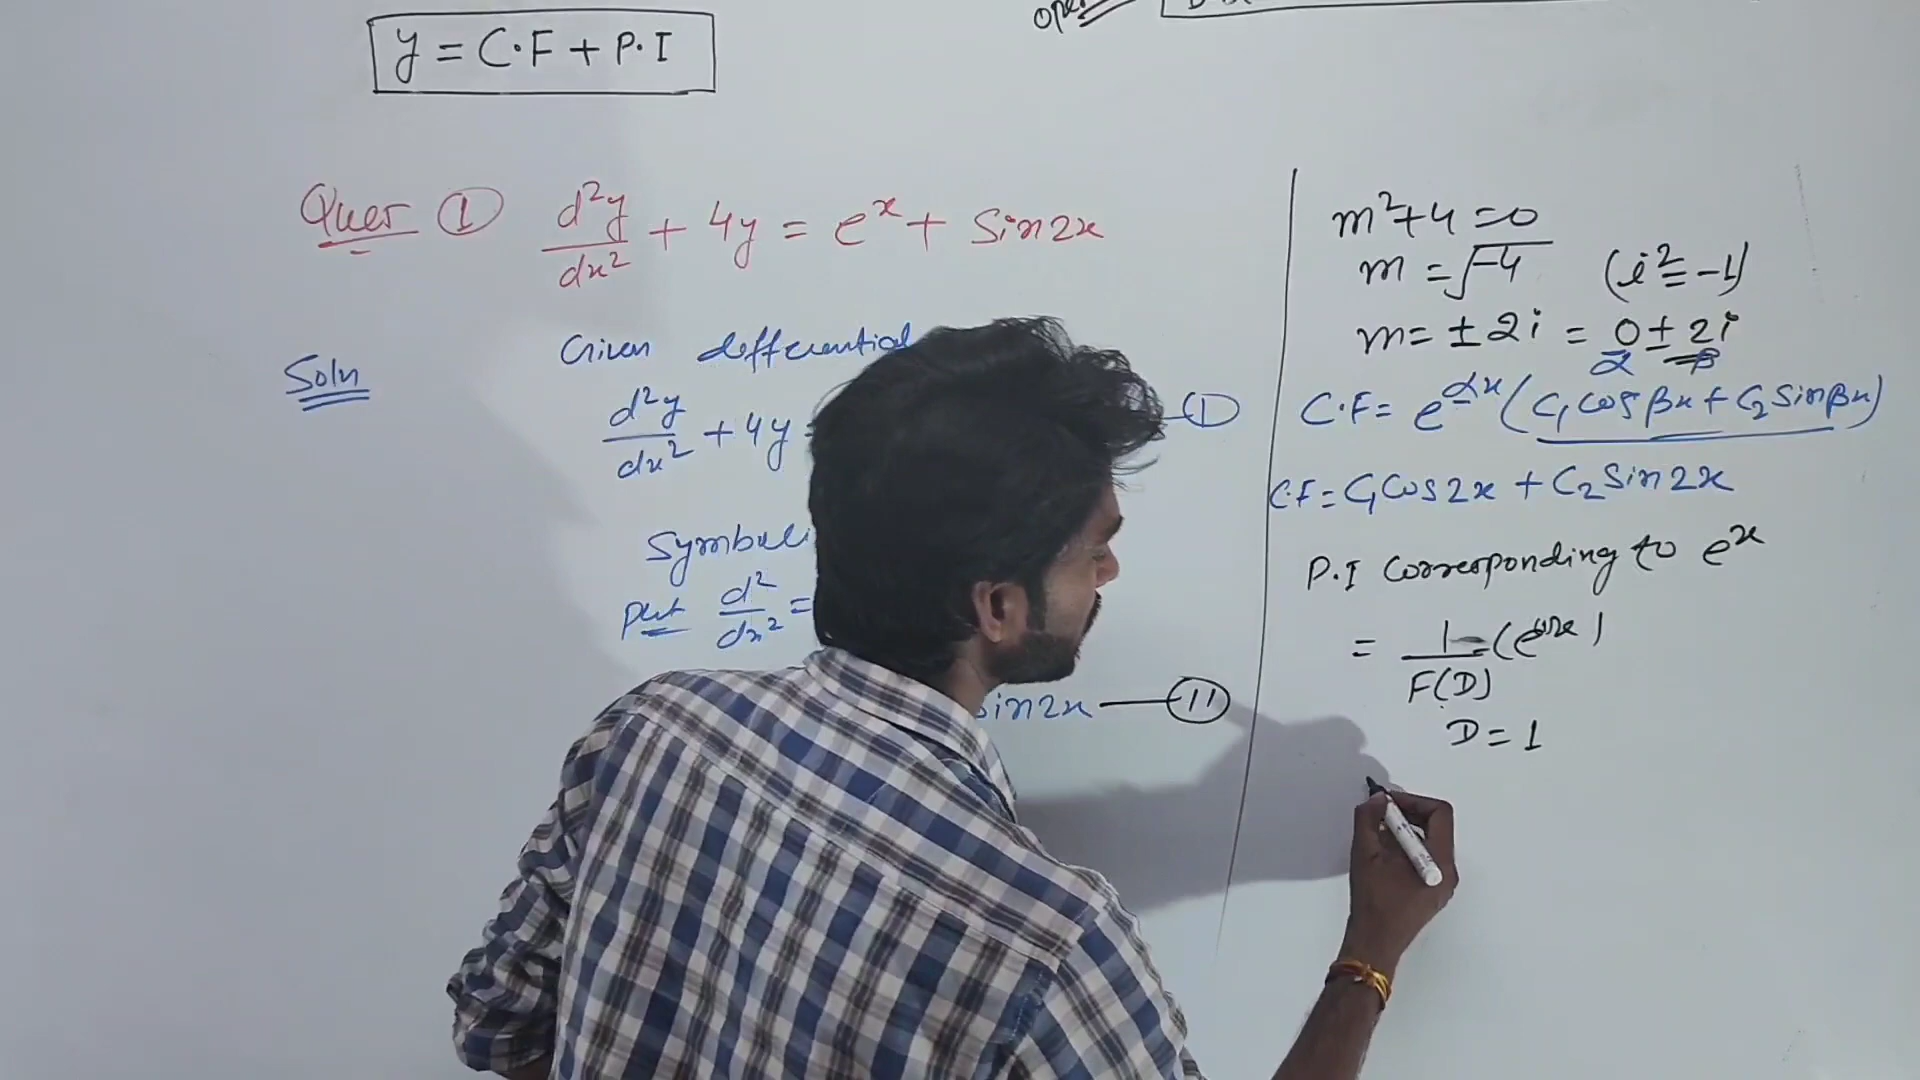 y = C.F + P.I
Ques ① d²y/dx² + 4y = eˣ + Sin2x
Soln
Given differential
d²y/dx² + 4y =
①
Symboli
Put d²/dx² =
Sin2x — ⑪
m²+4 = 0
m = √-4 (i² = -1)
m = ± 2i = 0 ± 2i
α β
C.F = e^αx (C₁ cos βx + C₂ Sin βx)
C.F = C₁ Cos 2x + C₂ Sin 2x
P.I Corresponding to eˣ
= 1/F(D)
D = 1